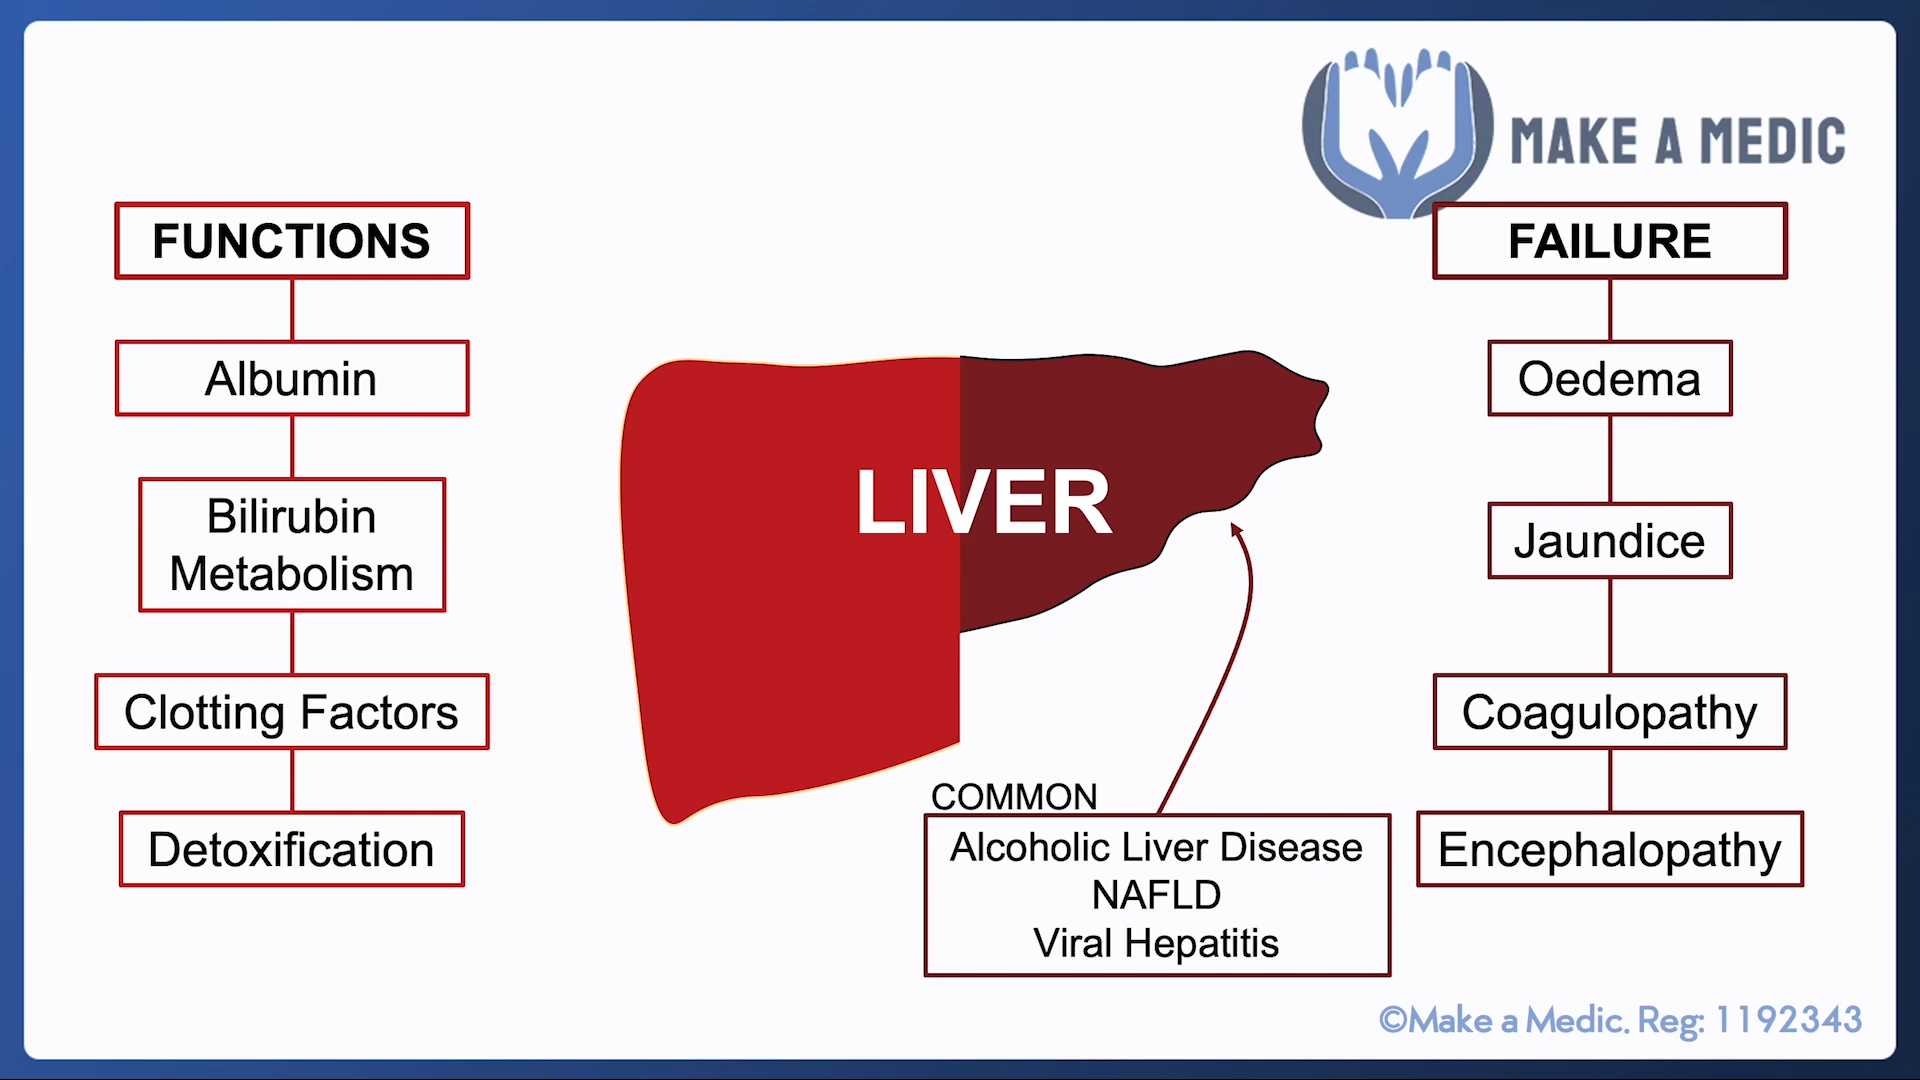 MAKE A MEDIC
FUNCTIONS
Albumin
Bilirubin
Metabolism
Clotting Factors
Detoxification
LIVER
COMMON
Alcoholic Liver Disease
NAFLD
Viral Hepatitis
FAILURE
Oedema
Jaundice
Coagulopathy
Encephalopathy
©Make a Medic. Reg: 1192343